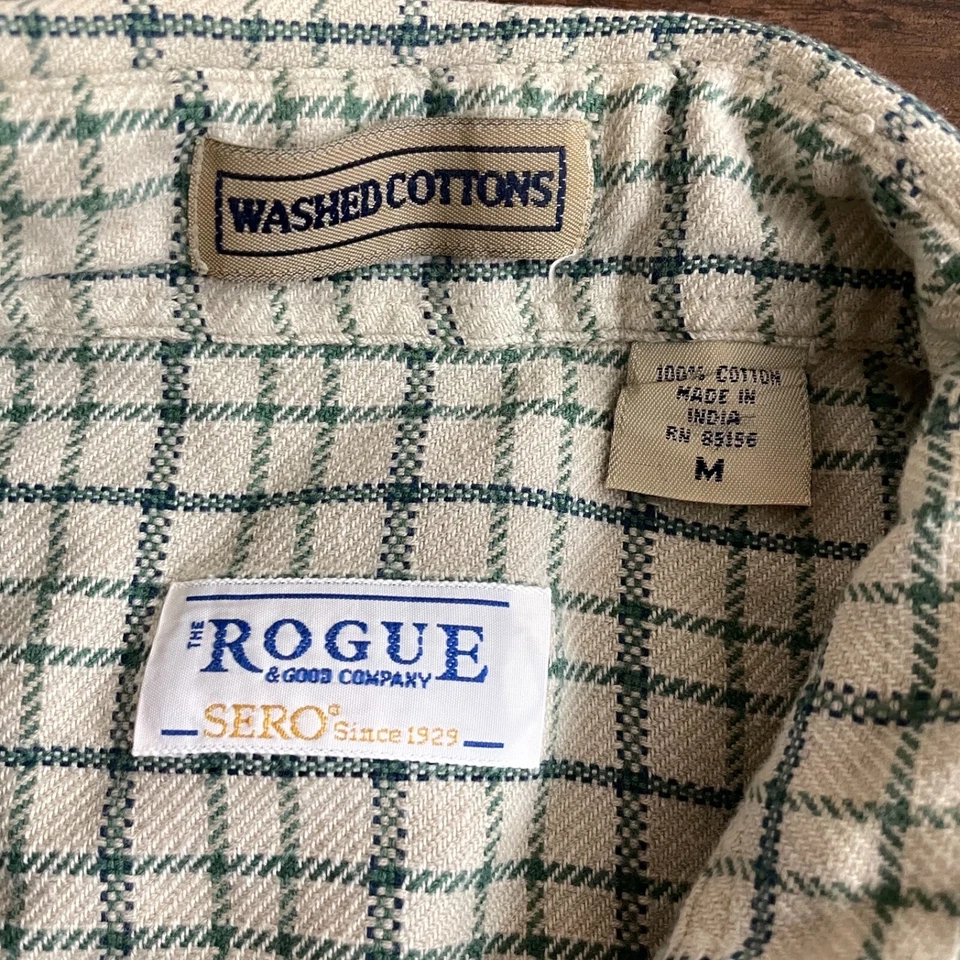 WASHED COTTONS
100% COTTON
MADE IN
INDIA
RN 85156
M
THE ROGUE
& GOOD COMPANY
SERO® Since 1929